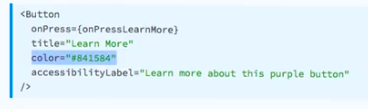 <Button
onPress={onPressLearnMore}
title="Learn More"
color="#841584"
accessibilityLabel="Learn more about this purple button"
/>